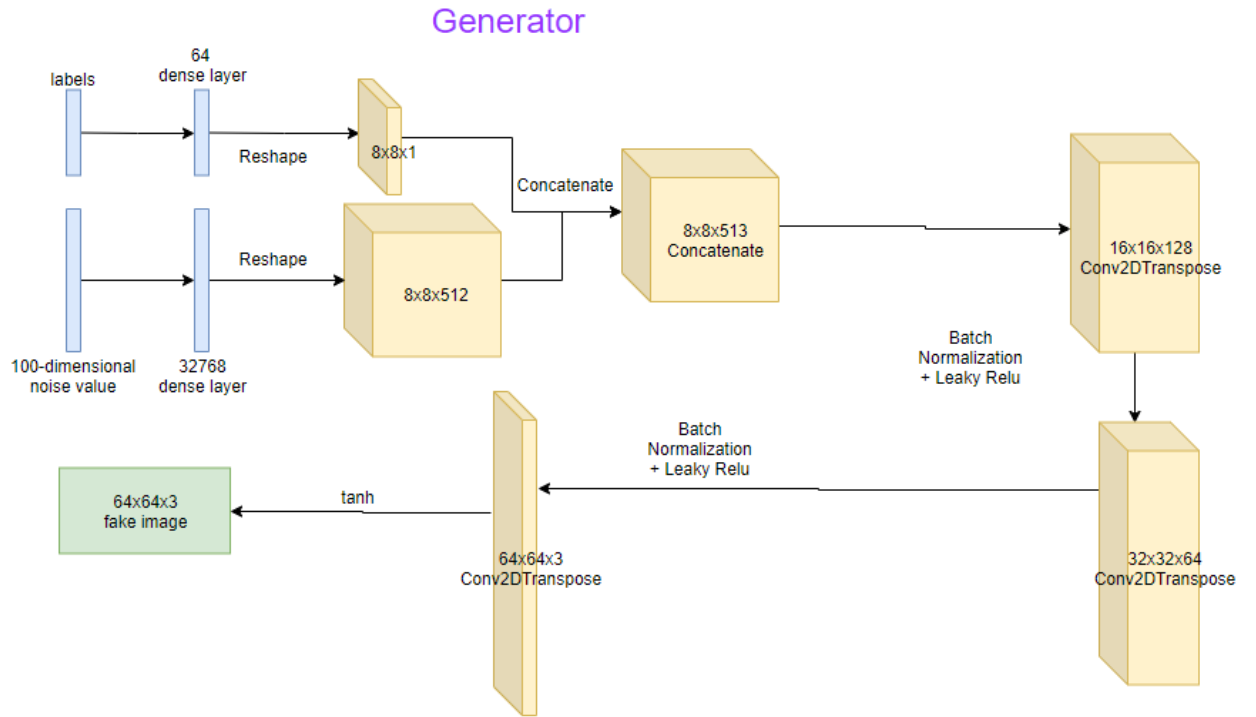 Generator
labels
64
dense layer
Reshape
8x8x1
Concatenate
8x8x513
Concatenate
16x16x128
Conv2DTranspose
100-dimensional
noise value
32768
dense layer
Reshape
8x8x512
Batch
Normalization
+ Leaky Relu
32x32x64
Conv2DTranspose
Batch
Normalization
+ Leaky Relu
64x64x3
Conv2DTranspose
tanh
64x64x3
fake image